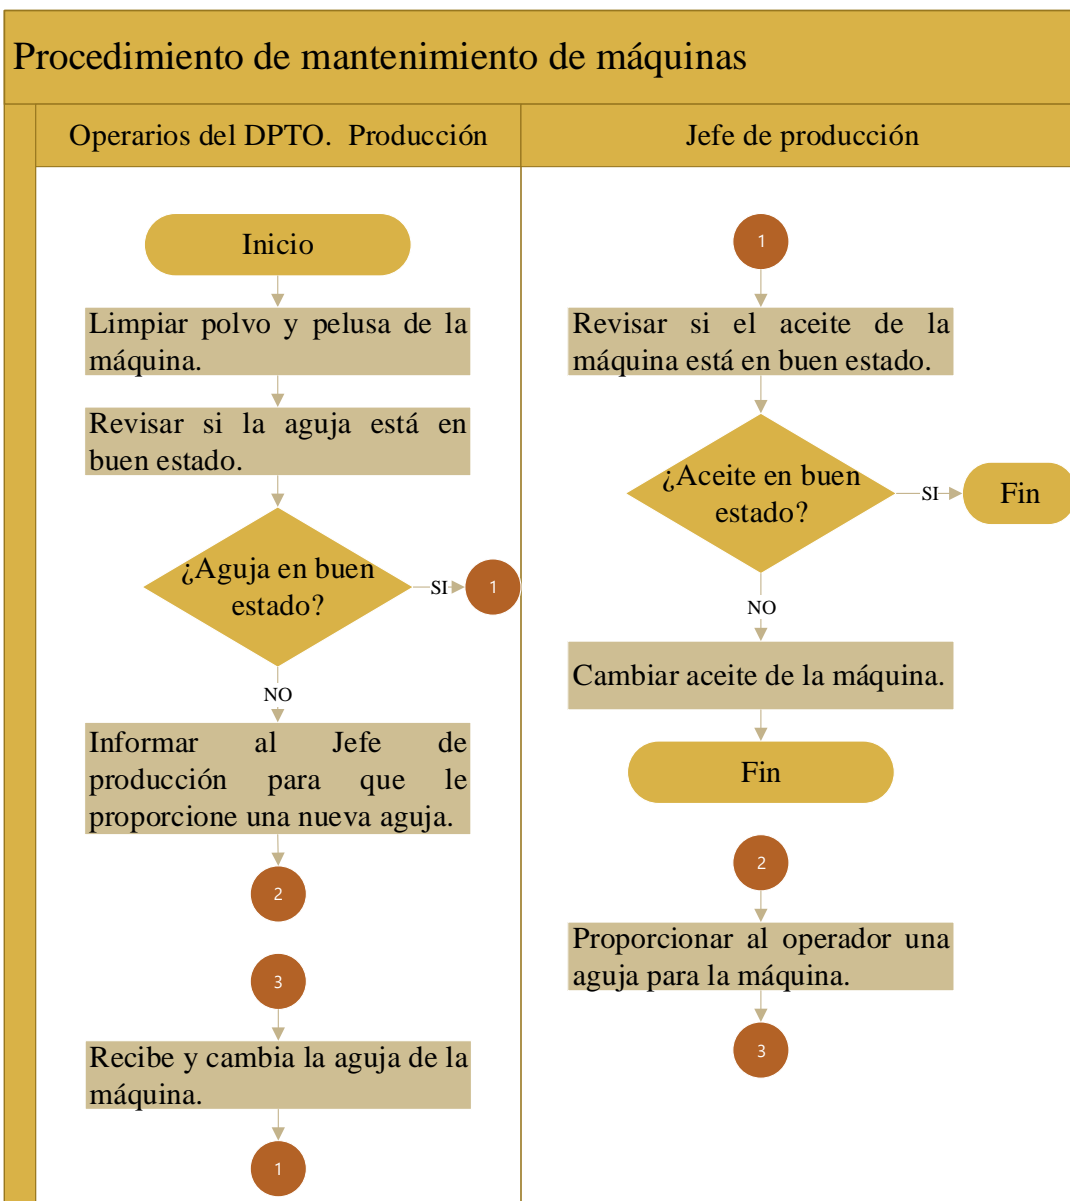 Procedimiento de mantenimiento de máquinas
Operarios del DPTO. Producción
Inicio
Limpiar polvo y pelusa de la
máquina.
Revisar si la aguja está en
buen estado.
¿Aguja en buen
estado?
SI
1
NO
Informar al Jefe de
producción para que le
proporcione una nueva aguja.
2
3
Recibe y cambia la aguja de la
máquina.
1
Jefe de producción
1
Revisar si el aceite de la
máquina está en buen estado.
¿Aceite en buen
estado?
SI
Fin
NO
Cambiar aceite de la máquina.
Fin
2
Proporcionar al operador una
aguja para la máquina.
3